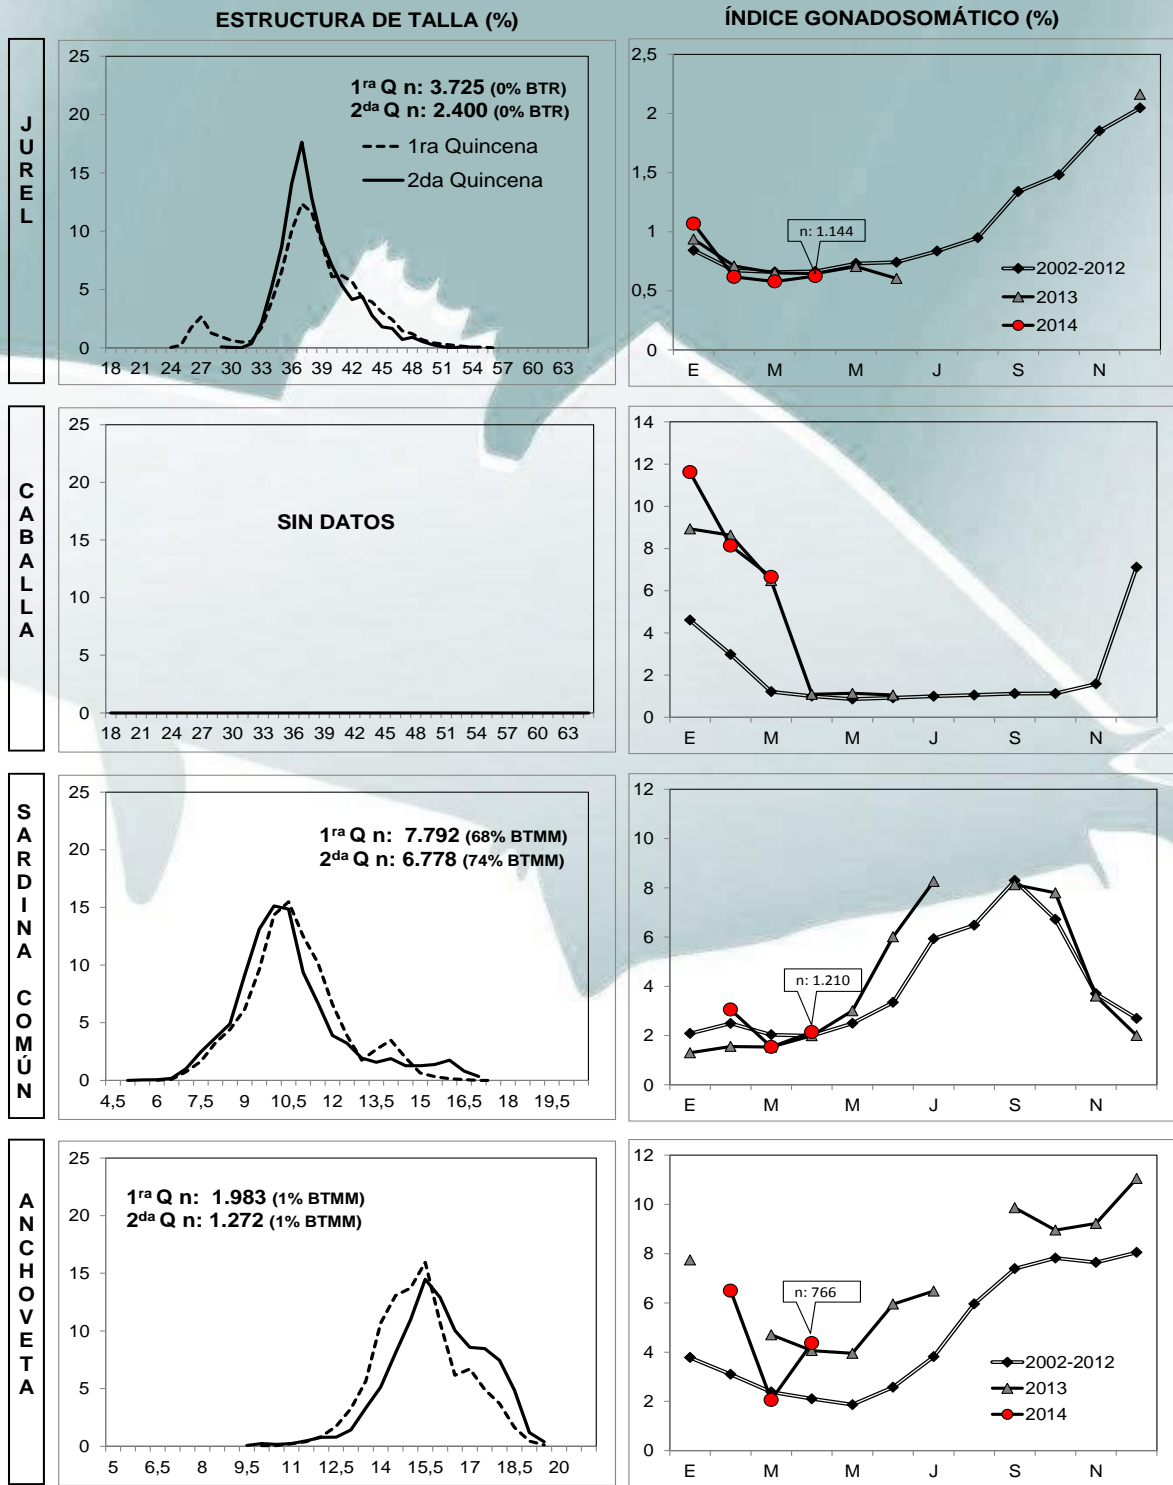 ESTRUCTURA DE TALLA (%)
ÍNDICE GONADOSOMÁTICO (%)
JUREL
25
20
15
10
5
0
1ra Q n: 3.725 (0% BTR)
2da Q n: 2.400 (0% BTR)
1ra Quincena
2da Quincena
18 21 24 27 30 33 36 39 42 45 48 51 54 57 60 63
2,5
2
1,5
1
0,5
0
n: 1.144
2002-2012
2013
2014
E M M J S N
CABALLA
25
20
15
10
5
0
SIN DATOS
18 21 24 27 30 33 36 39 42 45 48 51 54 57 60 63
14
12
10
8
6
4
2
0
E M M J S N
SARDINA COMÚN
25
20
15
10
5
0
1ra Q n: 7.792 (68% BTMM)
2da Q n: 6.778 (74% BTMM)
4,5 6 7,5 9 10,5 12 13,5 15 16,5 18 19,5
12
10
8
6
4
2
0
n: 1.210
E M M J S N
ANCHOVETA
25
20
15
10
5
0
1ra Q n: 1.983 (1% BTMM)
2da Q n: 1.272 (1% BTMM)
5 6,5 8 9,5 11 12,5 14 15,5 17 18,5 20
12
10
8
6
4
2
0
n: 766
2002-2012
2013
2014
E M M J S N